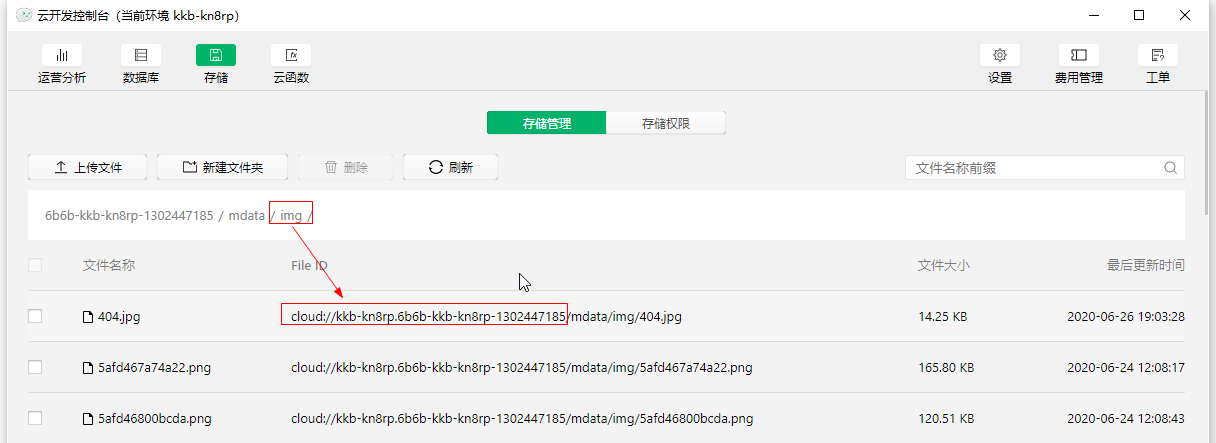 云开发控制台（当前环境 kkb-kn8rp）
运营分析 数据库 存储 云函数 设置 费用管理 工单
存储管理 存储权限
上传文件 新建文件夹 删除 刷新 文件名称前缀
6b6b-kkb-kn8rp-1302447185 / mdata / img /
文件名称 File ID 文件大小 最后更新时间
404.jpg cloud://kkb-kn8rp.6b6b-kkb-kn8rp-1302447185/mdata/img/404.jpg 14.25 KB 2020-06-26 19:03:28
5afd467a74a22.png cloud://kkb-kn8rp.6b6b-kkb-kn8rp-1302447185/mdata/img/5afd467a74a22.png 165.80 KB 2020-06-24 12:08:17
5afd46800bcda.png cloud://kkb-kn8rp.6b6b-kkb-kn8rp-1302447185/mdata/img/5afd46800bcda.png 120.51 KB 2020-06-24 12:08:43